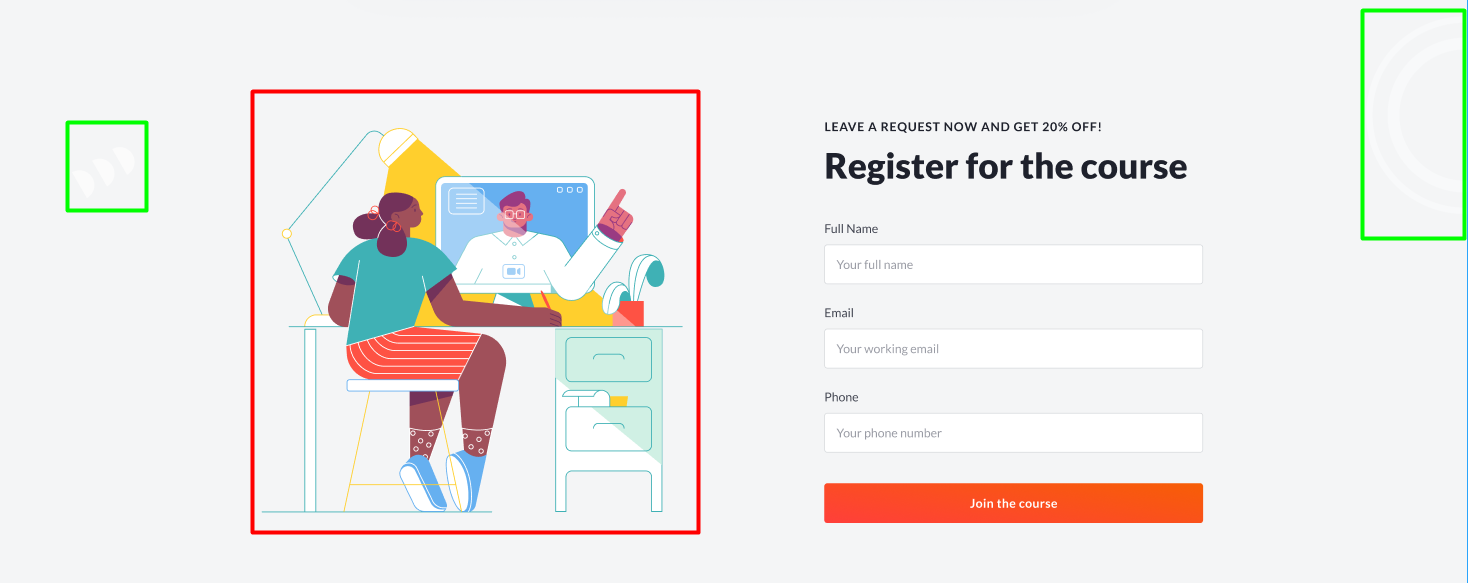 LEAVE A REQUEST NOW AND GET 20% OFF!
Register for the course
Full Name
Your full name
Email
Your working email
Phone
Your phone number
Join the course